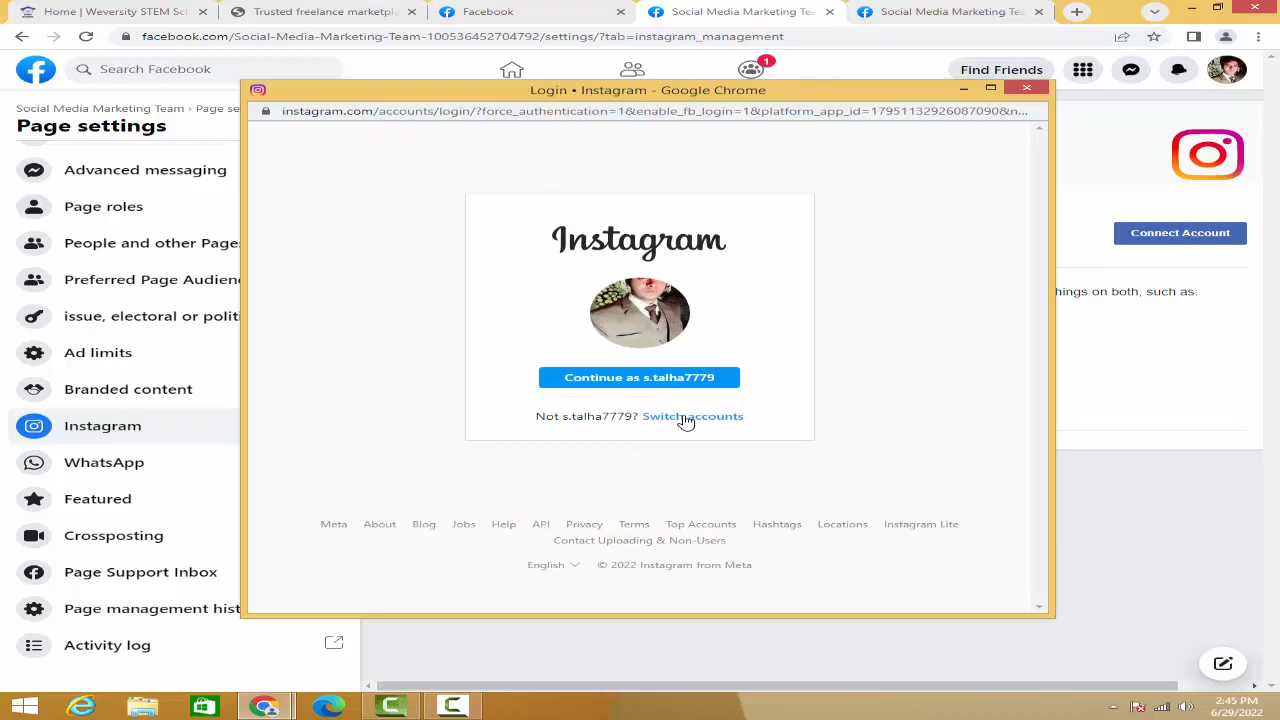 Home | Weversity STEM Sc
Trusted freelance marketpl
Facebook
Social Media Marketing Te
Social Media Marketing Te
facebook.com/Social-Media-Marketing-Team-100536452704792/settings/?tab=instagram_management
Search Facebook
1
Find Friends
Social Media Marketing Team › Page se
Page settings
Advanced messaging
Page roles
People and other Pages
Preferred Page Audien
issue, electoral or politi
Ad limits
Branded content
Instagram
WhatsApp
Featured
Crossposting
Page Support Inbox
Page management hist
Activity log
Login • Instagram - Google Chrome
instagram.com/accounts/login/?force_authentication=1&enable_fb_login=1&platform_app_id=179511329260870​90&n...
Instagram
Continue as s.talha7779
Not s.talha7779? Switch accounts
Meta About Blog Jobs Help API Privacy Terms Top Accounts Hashtags Locations Instagram Lite
Contact Uploading & Non-Users
English © 2022 Instagram from Meta
Connect Account
hings on both, such as:
2:45 PM
6/29/2022